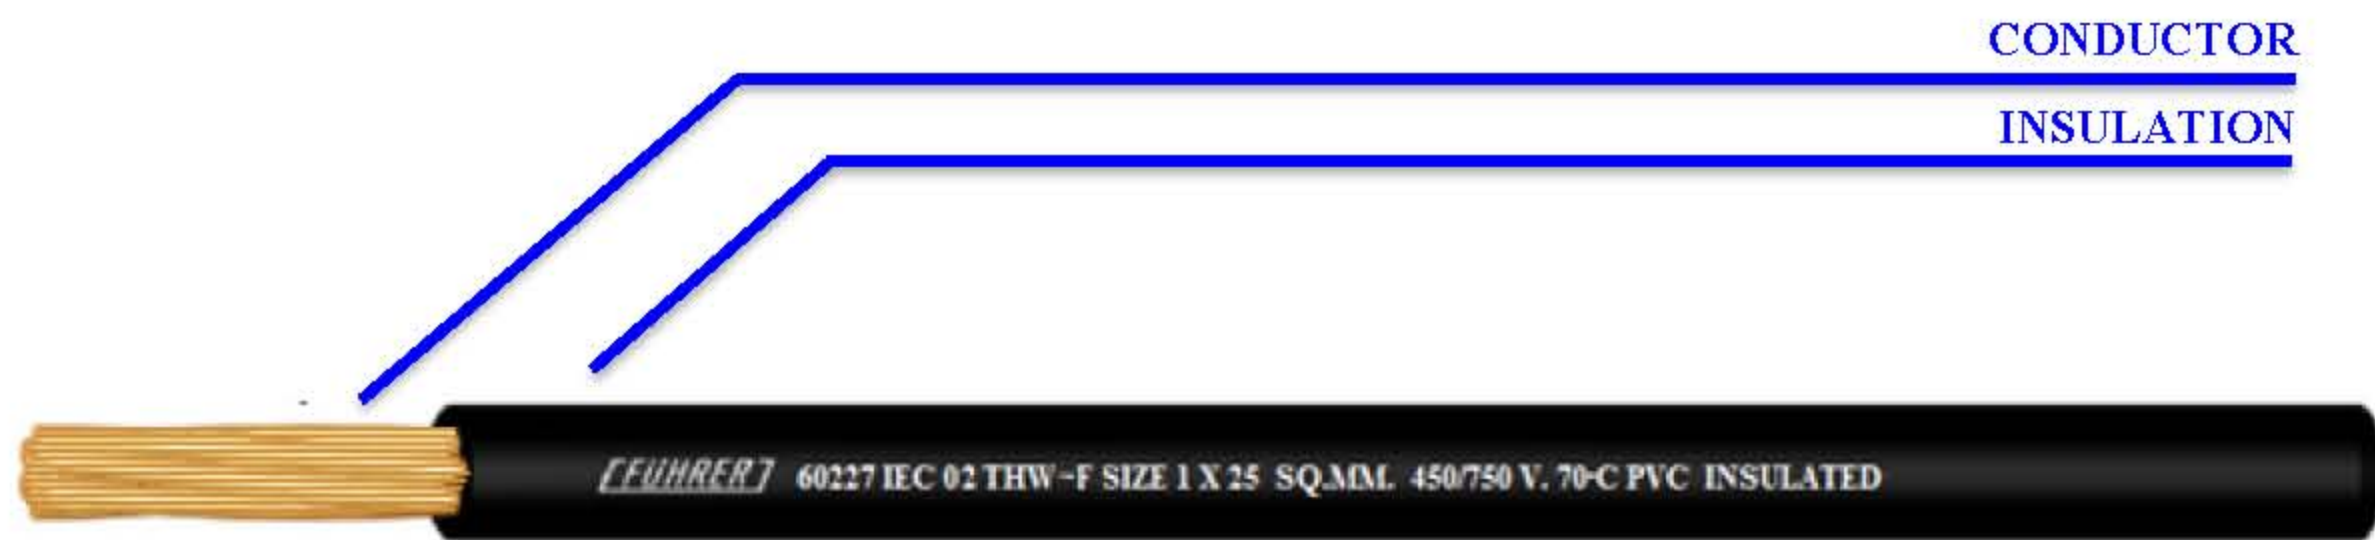 CONDUCTOR
INSULATION
[FUHRER] 60227 IEC 02 THW-F SIZE 1 X 25 SQ.MM. 450/750 V. 70°C PVC INSULATED